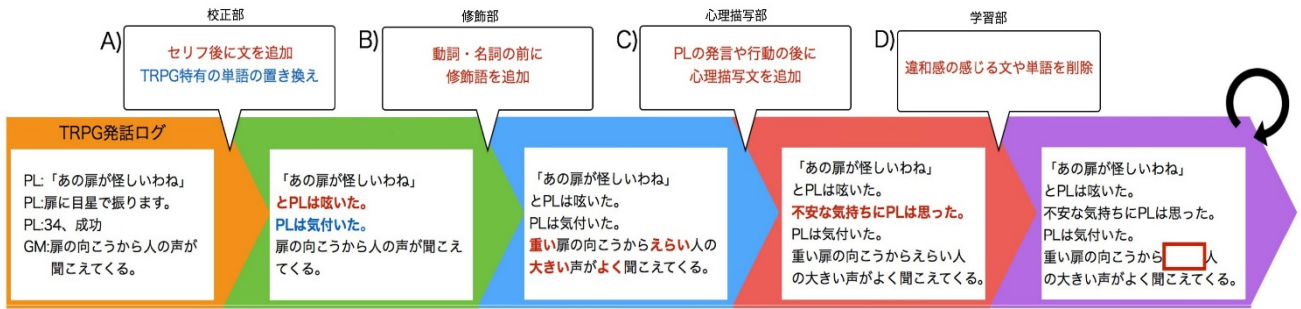 校正部
A)
セリフ後に文を追加
TRPG特有の単語の置き換え
修飾部
B)
動詞・名詞の前に
修飾語を追加
心理描写部
C)
PLの発言や行動の後に
心理描写文を追加
学習部
D)
違和感の感じる文や単語を削除
TRPG発話ログ
PL:「あの扉が怪しいわね」
PL:扉に目星で振ります。
PL:34、成功
GM:扉の向こうから人の声が
聞こえてくる。
「あの扉が怪しいわね」
とPLは呟いた。
PLは気付いた。
扉の向こうから人の声が聞こえ
てくる。
「あの扉が怪しいわね」
とPLは呟いた。
PLは気付いた。
重い扉の向こうからえらい人の
大きい声がよく聞こえてくる。
「あの扉が怪しいわね」
とPLは呟いた。
不安な気持ちにPLは思った。
PLは気付いた。
重い扉の向こうからえらい人
の大きい声がよく聞こえてくる。
「あの扉が怪しいわね」
とPLは呟いた。
不安な気持ちにPLは思った。
PLは気付いた。
重い扉の向こうから 人
の大きい声がよく聞こえてくる。